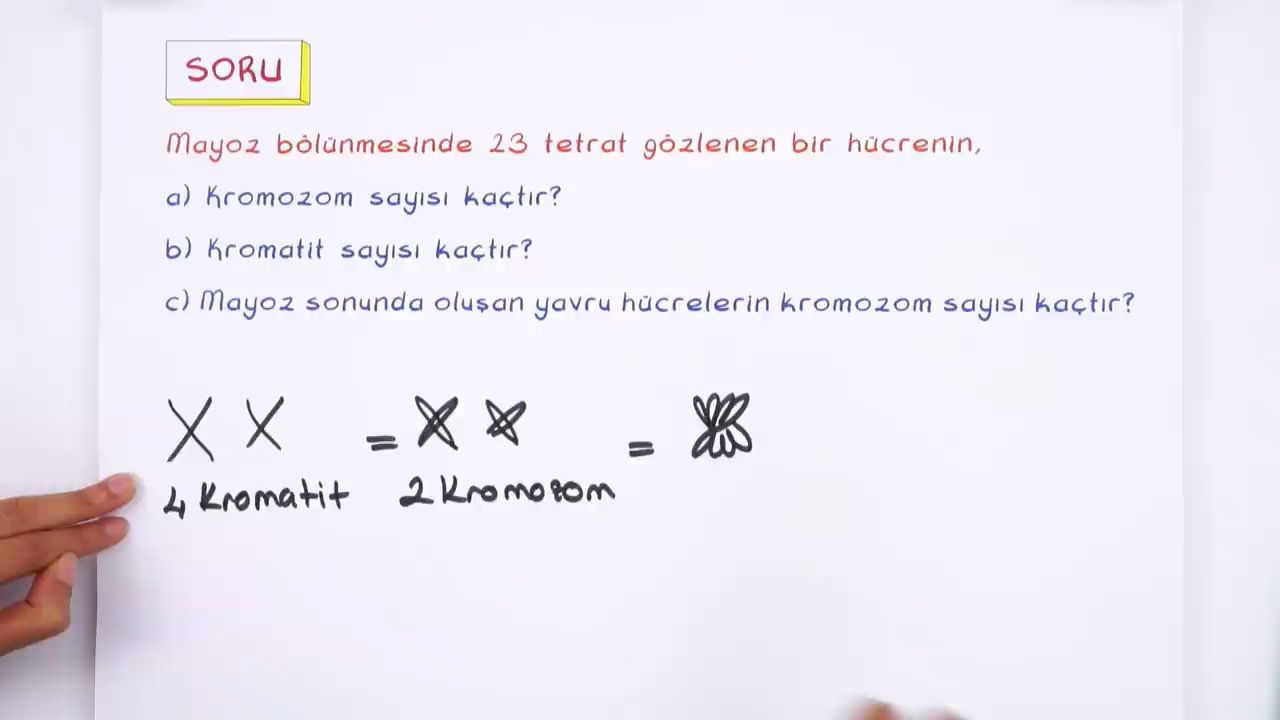 SORU
Mayoz bölünmesinde 23 tetrat gözlenen bir hücrenin,
a) Kromozom sayısı kaçtır?
b) Kromatit sayısı kaçtır?
c) Mayoz sonunda oluşan yavru hücrelerin kromozom sayısı kaçtır?
= =
4 Kromatit 2 Kromozom